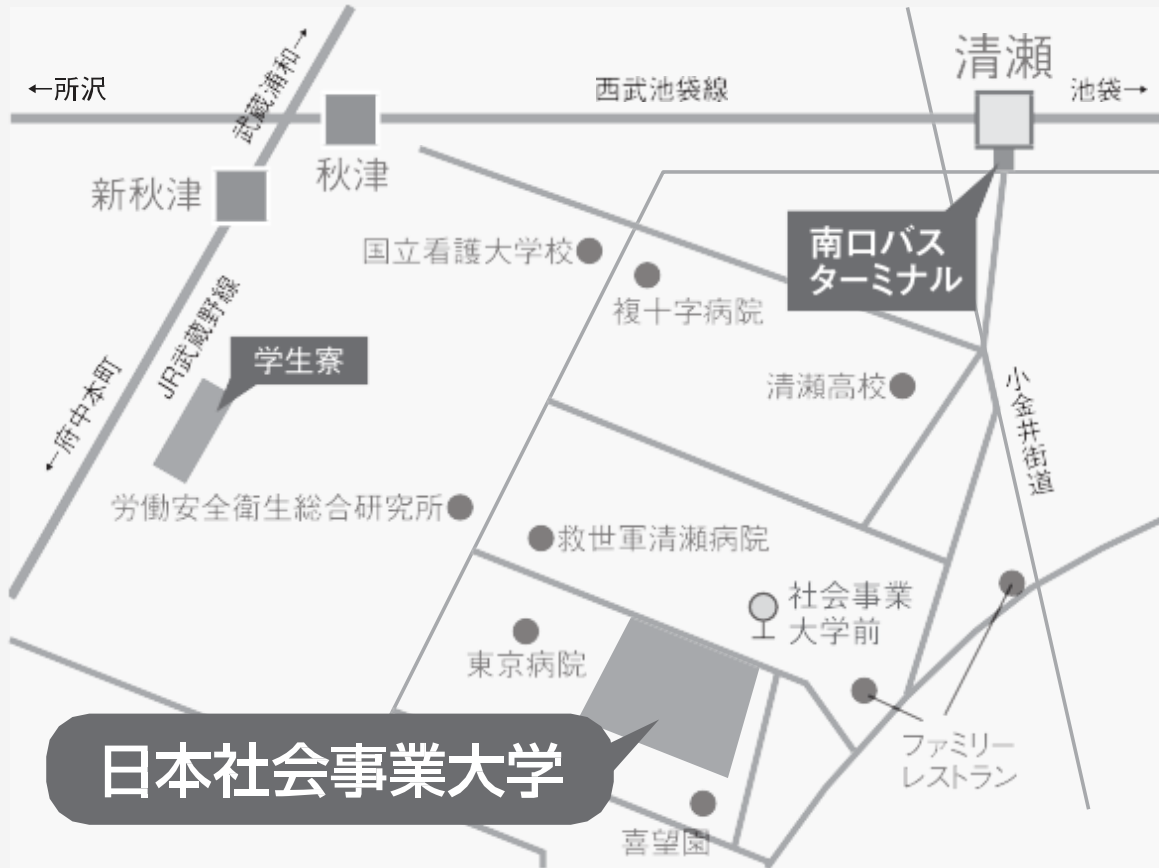 清瀬
←所沢
武蔵浦和→
西武池袋線
池袋→
秋津
新秋津
南口バス
ターミナル
国立看護大学校
複十字病院
JR武蔵野線
学生寮
←府中本町
清瀬高校
小金井街道
労働安全衛生総合研究所
救世軍清瀬病院
社会事業
大学前
東京病院
ファミリー
レストラン
日本社会事業大学
喜望園